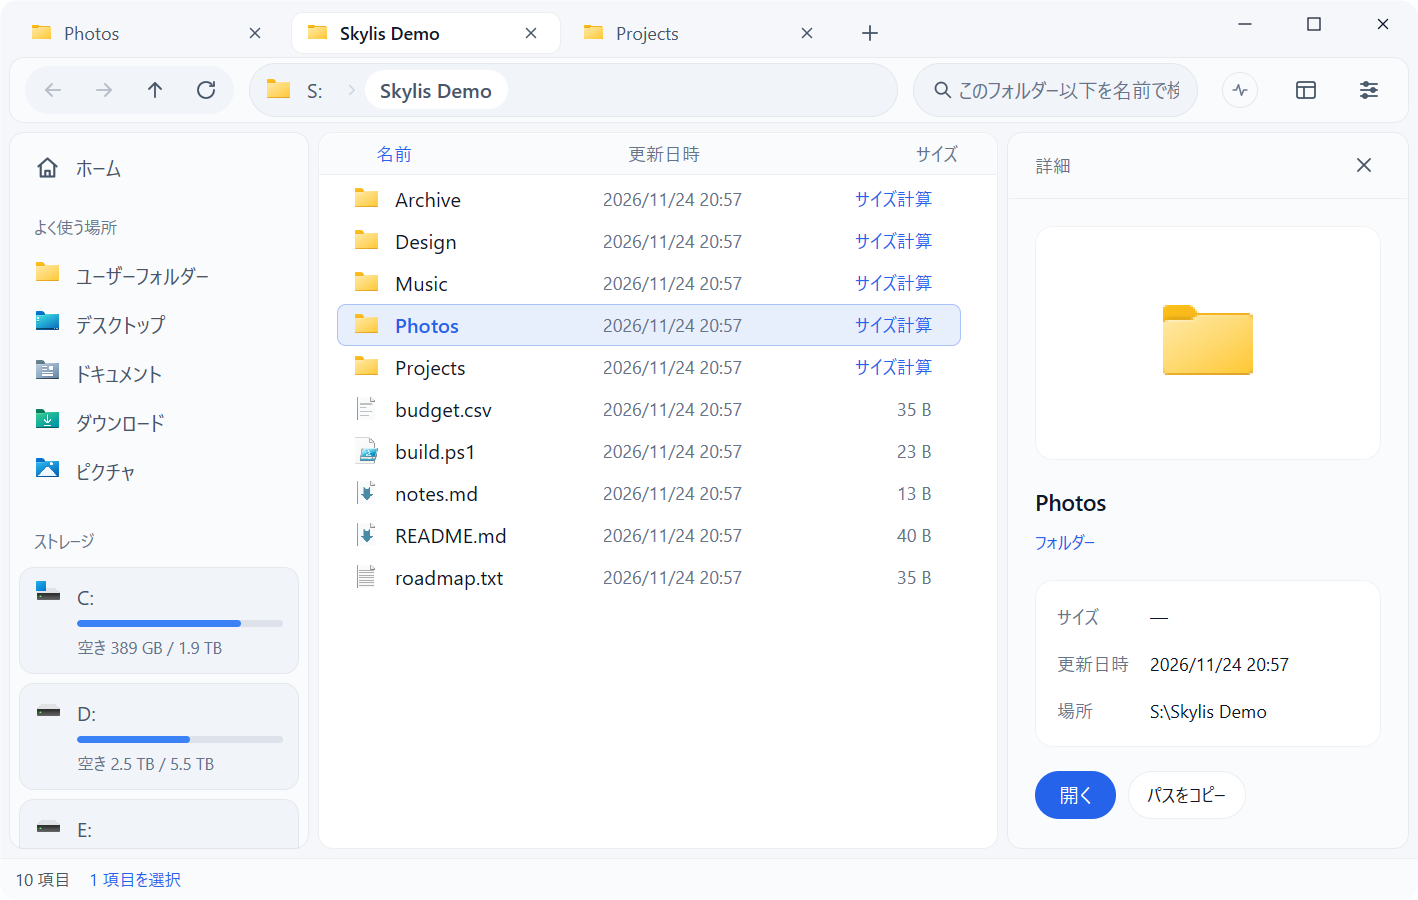 Photos
Skylis Demo
Projects
S:
Skylis Demo
このフォルダー以下を名前で検
ホーム
よく使う場所
ユーザーフォルダー
デスクトップ
ドキュメント
ダウンロード
ピクチャ
ストレージ
C:
空き 389 GB / 1.9 TB
D:
空き 2.5 TB / 5.5 TB
E:
名前 更新日時 サイズ
Archive 2026/11/24 20:57 サイズ計算
Design 2026/11/24 20:57 サイズ計算
Music 2026/11/24 20:57 サイズ計算
Photos 2026/11/24 20:57 サイズ計算
Projects 2026/11/24 20:57 サイズ計算
budget.csv 2026/11/24 20:57 35 B
build.ps1 2026/11/24 20:57 23 B
notes.md 2026/11/24 20:57 13 B
README.md 2026/11/24 20:57 40 B
roadmap.txt 2026/11/24 20:57 35 B
詳細
Photos
フォルダー
サイズ —
更新日時 2026/11/24 20:57
場所 S:\Skylis Demo
開く
パスをコピー
10 項目 1 項目を選択